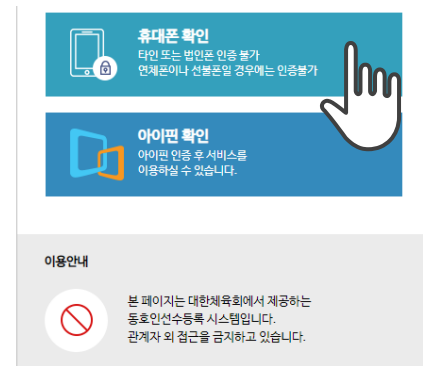 휴대폰 확인
타인 또는 법인폰 인증 불가
연체폰이나 선불폰일 경우에는 인증불가
아이핀 확인
아이핀 인증 후 서비스를
이용하실 수 있습니다.
이용안내
본 페이지는 대한체육회에서 제공하는
동호인선수등록 시스템입니다.
관계자 외 접근을 금지하고 있습니다.